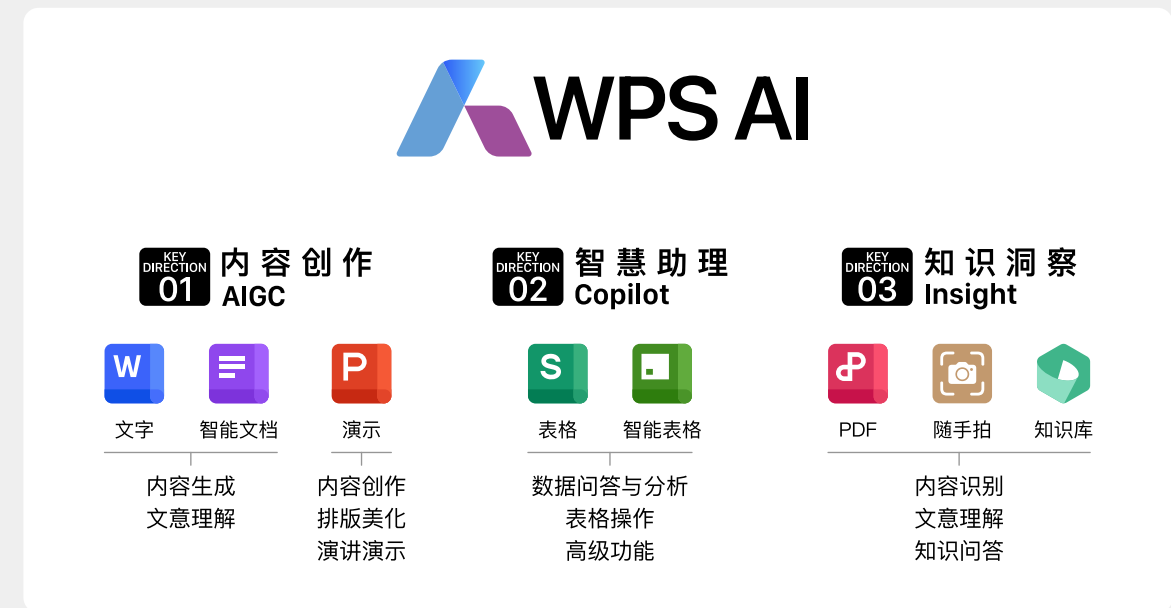 WPS AI
KEY DIRECTION 01
内容创作
AIGC
KEY DIRECTION 02
智慧助理
Copilot
KEY DIRECTION 03
知识洞察
Insight
W
P
S
P
文字
智能文档
演示
表格
智能表格
PDF
随手拍
知识库
内容生成
文意理解
内容创作
排版美化
演讲演示
数据问答与分析
表格操作
高级功能
内容识别
文意理解
知识问答